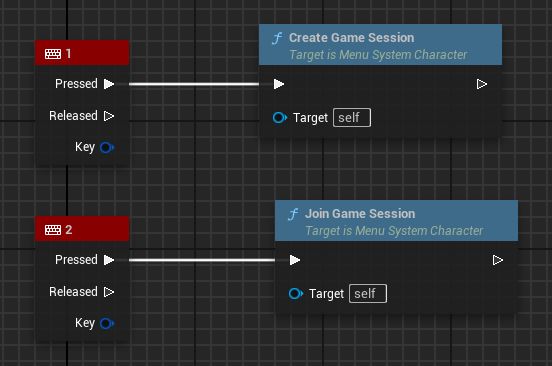 1
Pressed
Released
Key
f Create Game Session
Target is Menu System Character
Target self
2
Pressed
Released
Key
f Join Game Session
Target is Menu System Character
Target self